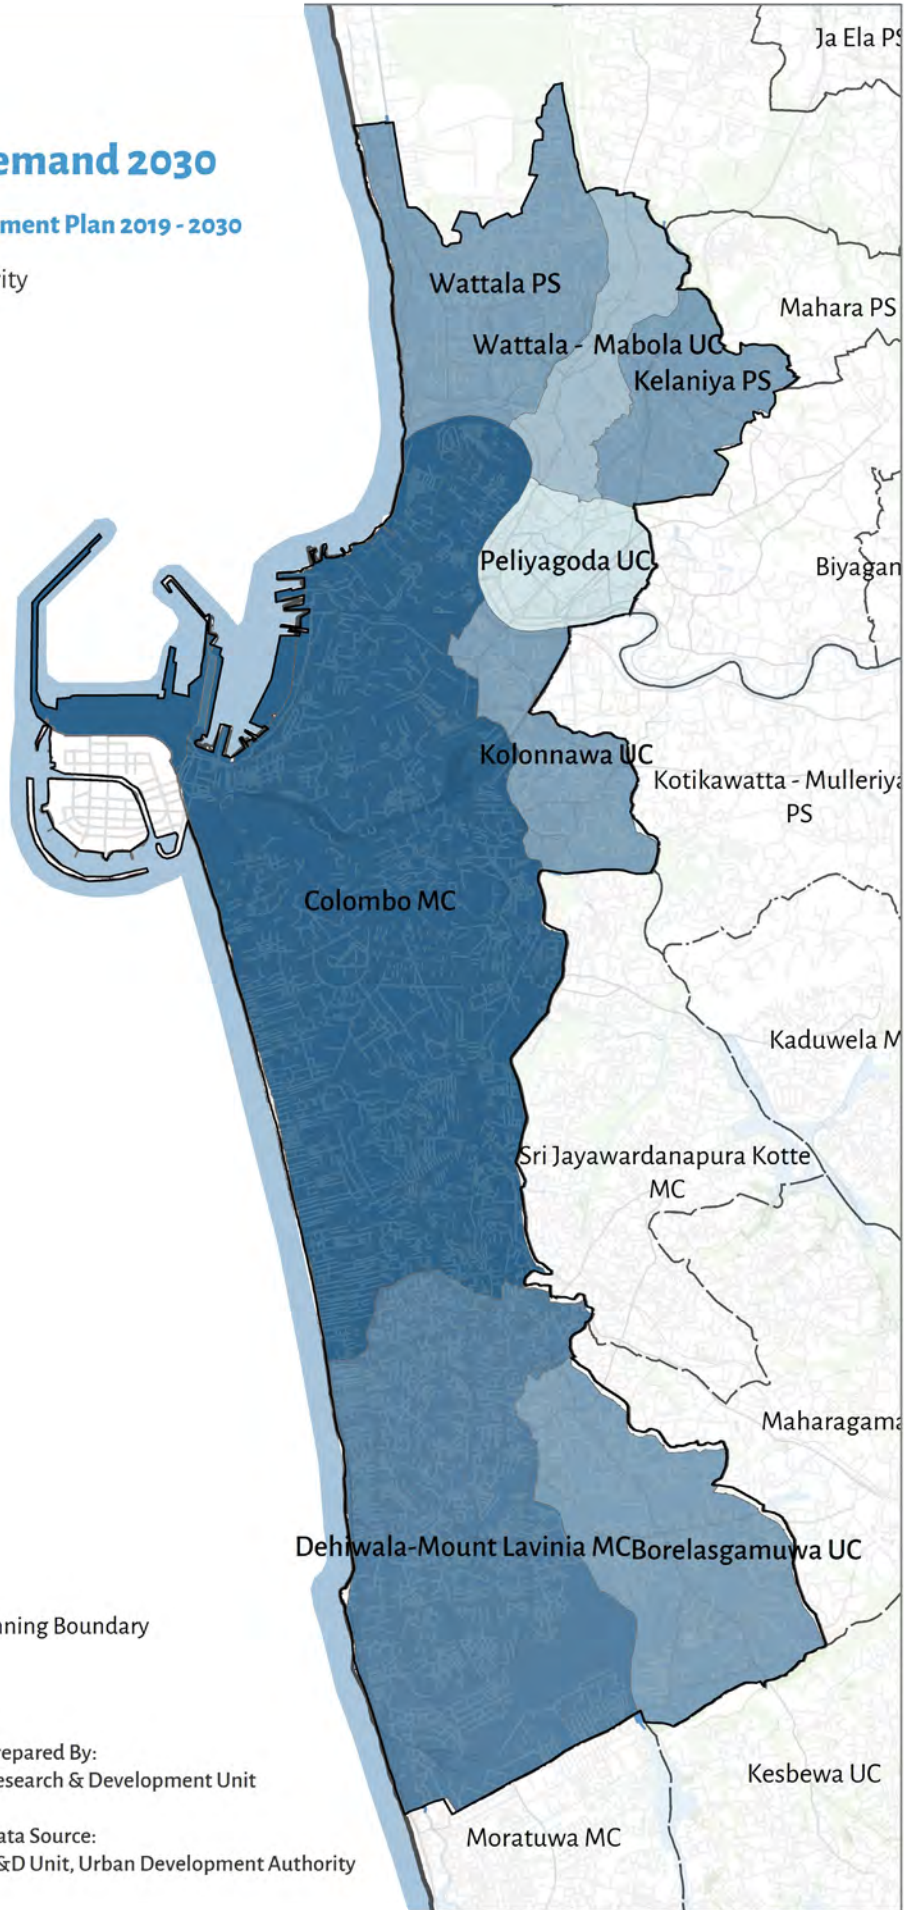 Ja Ela PS
emand 2030
ment Plan 2019 - 2030
ity
Wattala PS
Mahara PS
Wattala - Mabola UC
Kelaniya PS
Peliyagoda UC
Biyagan
Kolonnawa UC
Kotikawatta - Mulleriya
PS
Colombo MC
Kaduwela M
Sri Jayawardanapura Kotte
MC
Maharagama
Dehiwala-Mount Lavinia MC
Borelasgamuwa UC
nning Boundary
repared By:
esearch & Development Unit
Kesbewa UC
ata Source:
&D Unit, Urban Development Authority
Moratuwa MC